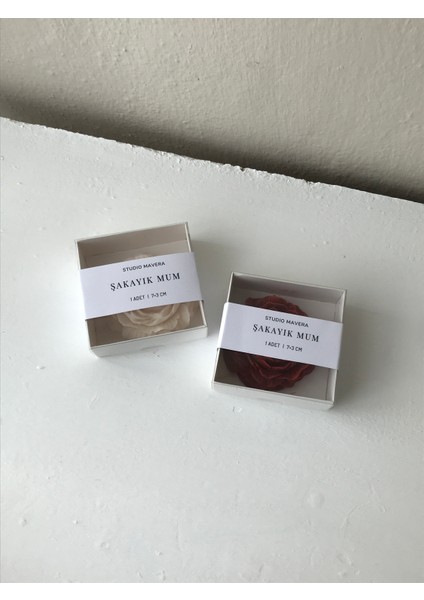 STUDIO MAVERA
ŞAKAYIK MUM
1 ADET | 7*3 CM
STUDIO MAVERA
ŞAKAYIK MUM
1 ADET | 7*3 CM